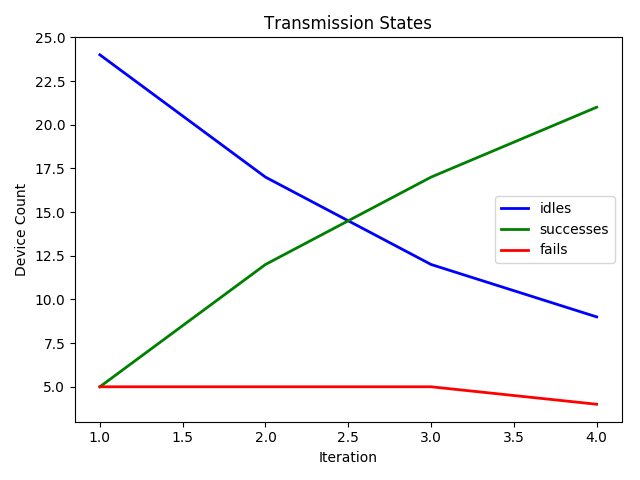 Transmission States
25.0
22.5
20.0
17.5
15.0
12.5
10.0
7.5
5.0
Device Count
idles
successes
fails
1.0 1.5 2.0 2.5 3.0 3.5 4.0
Iteration